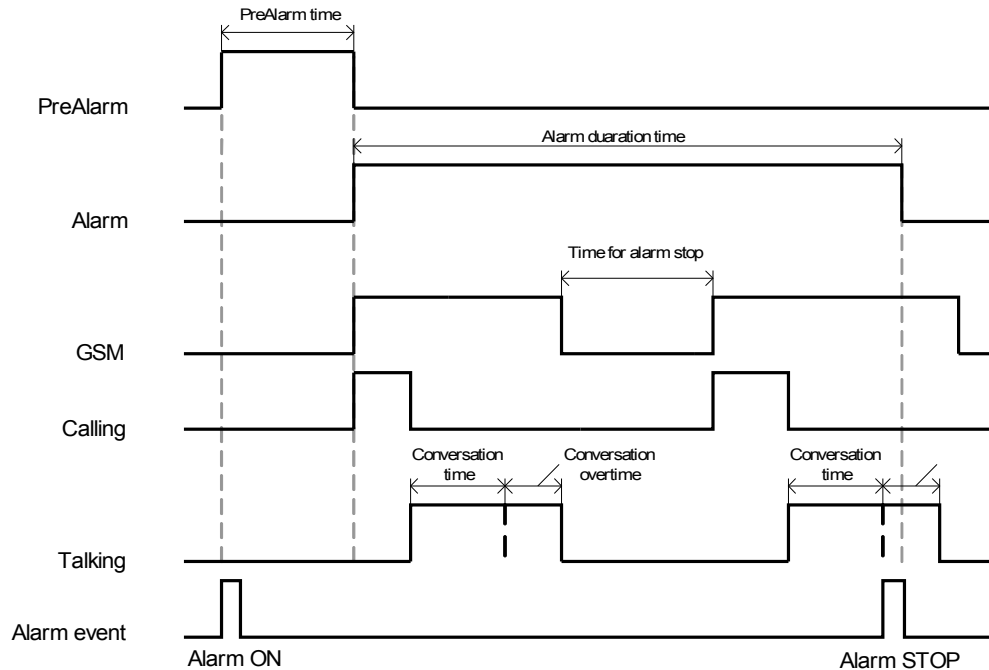 PreAlarm time
PreAlarm
Alarm duaration time
Alarm
Time for alarm stop
GSM
Calling
Conversation
time
Conversation
overtime
Conversation
time
Talking
Alarm event
Alarm ON
Alarm STOP